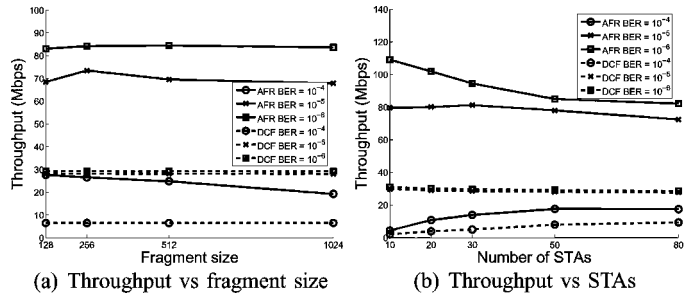 100
90
80
70
60
50
40
30
20
10
0
128
256
512
1024
Throughput (Mbps)
Fragment size
AFR BER = 10⁻⁴
AFR BER = 10⁻⁵
AFR BER = 10⁻⁶
DCF BER = 10⁻⁴
DCF BER = 10⁻⁵
DCF BER = 10⁻⁶
(a) Throughput vs fragment size
140
120
100
80
60
40
20
0
10
20
30
50
80
Throughput (Mbps)
Number of STAs
AFR BER = 10⁻⁴
AFR BER = 10⁻⁵
AFR BER = 10⁻⁶
DCF BER = 10⁻⁴
DCF BER = 10⁻⁵
DCF BER = 10⁻⁶
(b) Throughput vs STAs